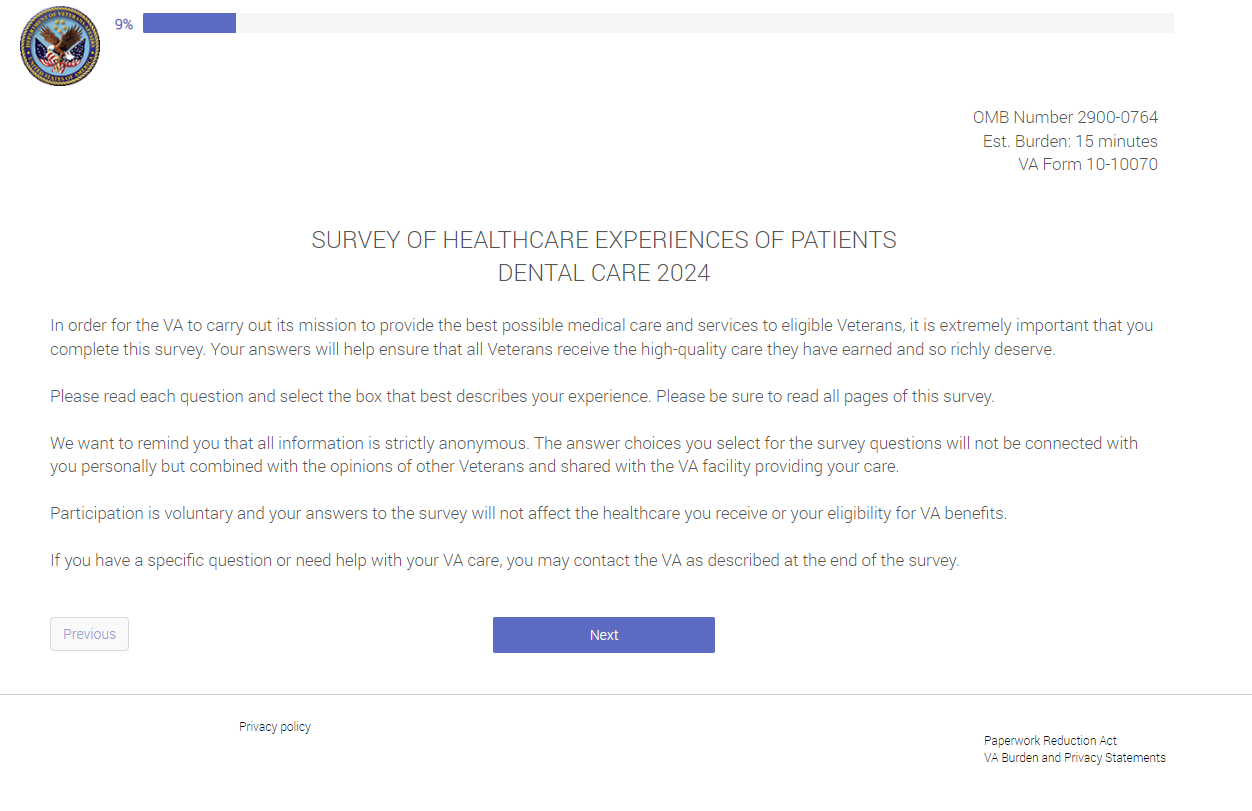 9%
OMB Number 2900-0764
Est. Burden: 15 minutes
VA Form 10-10070
SURVEY OF HEALTHCARE EXPERIENCES OF PATIENTS
DENTAL CARE 2024
In order for the VA to carry out its mission to provide the best possible medical care and services to eligible Veterans, it is extremely important that you
complete this survey. Your answers will help ensure that all Veterans receive the high-quality care they have earned and so richly deserve.
Please read each question and select the box that best describes your experience. Please be sure to read all pages of this survey.
We want to remind you that all information is strictly anonymous. The answer choices you select for the survey questions will not be connected with
you personally but combined with the opinions of other Veterans and shared with the VA facility providing your care.
Participation is voluntary and your answers to the survey will not affect the healthcare you receive or your eligibility for VA benefits.
If you have a specific question or need help with your VA care, you may contact the VA as described at the end of the survey.
Previous
Next
Privacy policy
Paperwork Reduction Act
VA Burden and Privacy Statements